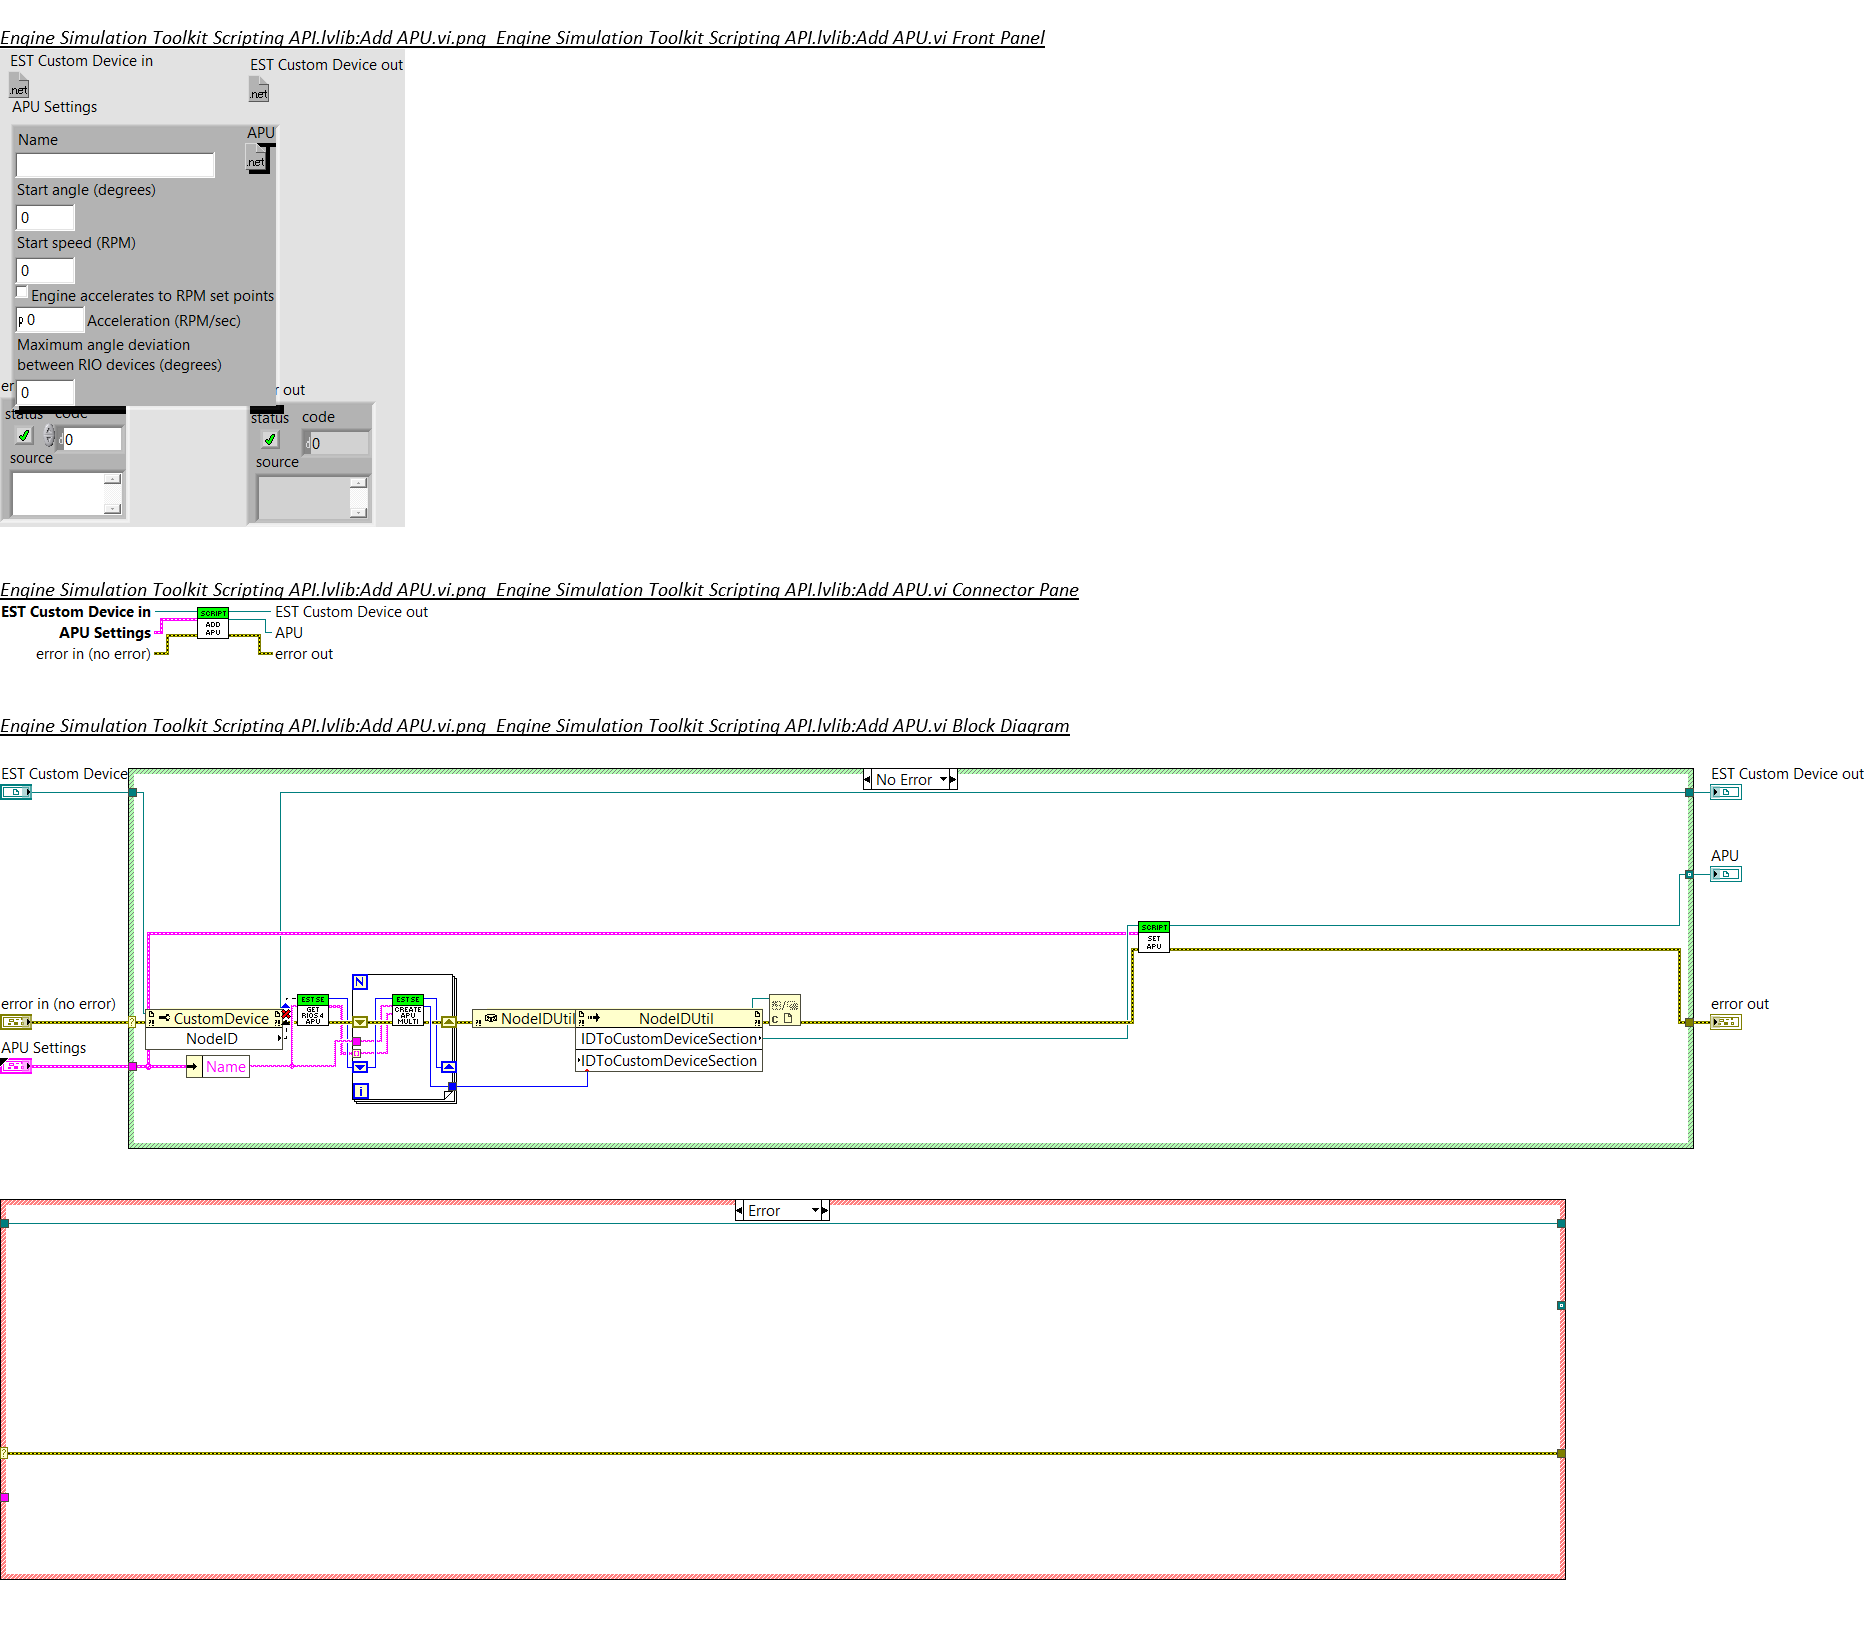 Engine Simulation Toolkit Scripting API.lvlib:Add APU.vi.png  Engine Simulation Toolkit Scripting API.lvlib:Add APU.vi Front Panel
EST Custom Device in
EST Custom Device out
.net
.net
APU Settings
APU
Name
.net
Start angle (degrees)
0
Start speed (RPM)
0
Engine accelerates to RPM set points
p 0
Acceleration (RPM/sec)
Maximum angle deviation
between RIO devices (degrees)
er
0
r out
status code
status code
d 0
d 0
source
source
Engine Simulation Toolkit Scripting API.lvlib:Add APU.vi.png  Engine Simulation Toolkit Scripting API.lvlib:Add APU.vi Connector Pane
EST Custom Device in
SCRIPT
ADD
APU
EST Custom Device out
APU Settings
APU
error in (no error)
error out
Engine Simulation Toolkit Scripting API.lvlib:Add APU.vi.png  Engine Simulation Toolkit Scripting API.lvlib:Add APU.vi Block Diagram
EST Custom Device
No Error
EST Custom Device out
APU
SCRIPT
SET
APU
N
error in (no error)
EST SE
GET
RIOS 4
APU
EST SE
CREATE
APU
MULTI
error out
CustomDevice
NodeID
NodeIDUtil
NodeIDUtil
C
IDToCustomDeviceSection
IDToCustomDeviceSection
APU Settings
Name
i
Error
?